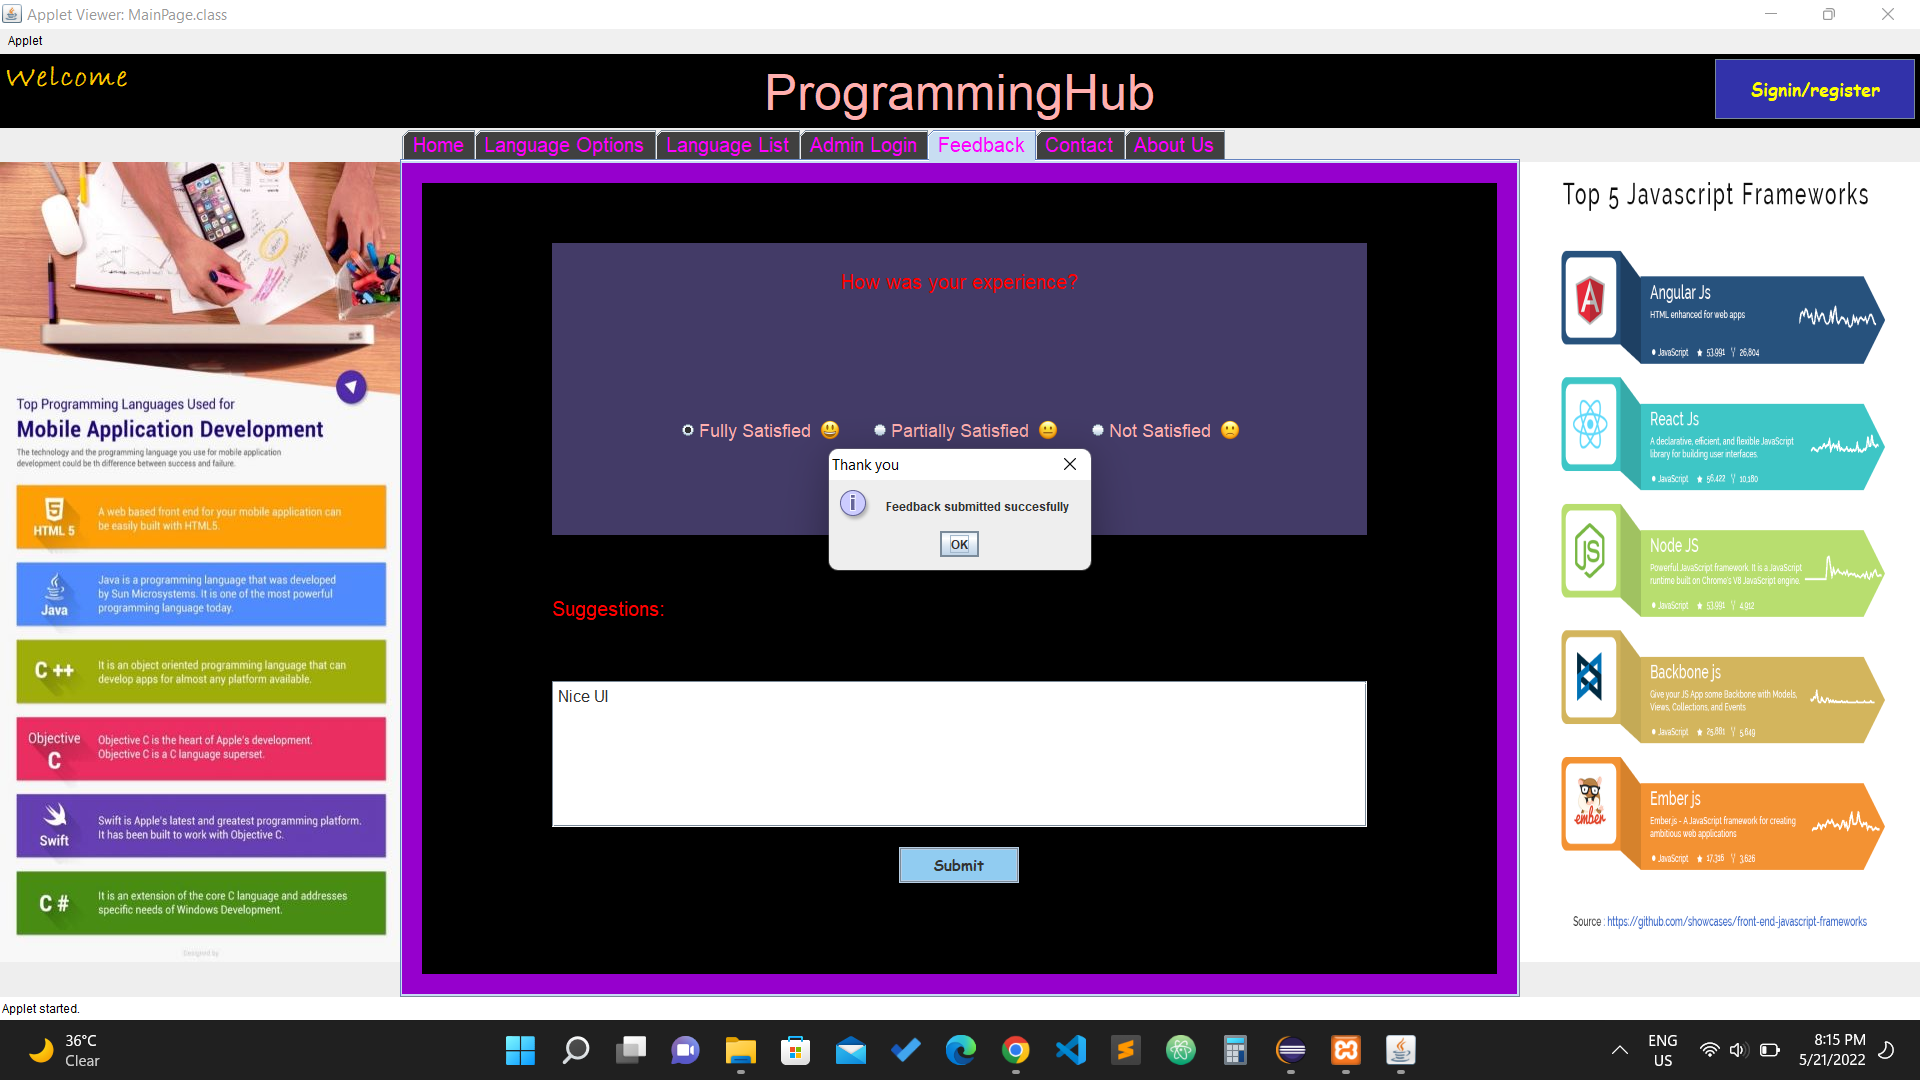 Applet Viewer: MainPage.class
Applet
Welcome
ProgrammingHub
Signin/register
Home
Language Options
Language List
Admin Login
Feedback
Contact
About Us
Top Programming Languages Used for
Mobile Application Development
The technology and the programming language you use for mobile application
development could be th difference between success and failure.
HTML 5
A web based front end for your mobile application can
be easily built with HTML5.
Java
Java is a programming language that was developed
by Sun Microsystems. It is one of the most powerful
programming language today.
C ++
It is an object oriented programming language that can
develop apps for almost any platform available.
Objective
C
Objective C is the heart of Apple's development.
Objective C is a C language superset.
Swift
Swift is Apple's latest and greatest programming platform.
It has been built to work with Objective C.
C #
It is an extension of the core C language and addresses
specific needs of Windows Development.
Designed by
How was your experience?
Fully Satisfied 😃
Partially Satisfied 😐
Not Satisfied 🙁
Thank you
Feedback submitted succesfully
OK
Suggestions:
Nice UI
Submit
Top 5 Javascript Frameworks
Angular Js
HTML enhanced for web apps
JavaScript ★ 53,991 26,804
React Js
A declarative, efficient, and flexible JavaScript
library for building user interfaces.
JavaScript ★ 56,422 10,180
Node JS
Powerful JavaScript framework. It is a JavaScript
runtime built on Chrome's V8 JavaScript engine.
JavaScript ★ 53,991 4,912
Backbone js
Give your JS App some Backbone with Models,
Views, Collections, and Events
JavaScript ★ 25,881 5,649
Ember js
Ember.js - A JavaScript framework for creating
ambitious web applications
JavaScript ★ 17,316 3,626
ember
Source : https://github.com/showcases/front-end-javascript-frameworks
Applet started.
36°C
Clear
ENG
US
8:15 PM
5/21/2022